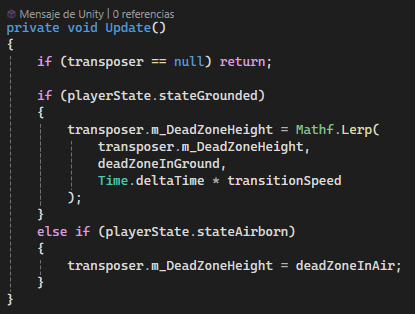 Mensaje de Unity | 0 referencias
private void Update()
{
    if (transposer == null) return;

    if (playerState.stateGrounded)
    {
        transposer.m_DeadZoneHeight = Mathf.Lerp(
            transposer.m_DeadZoneHeight,
            deadZoneInGround,
            Time.deltaTime * transitionSpeed
        );
    }
    else if (playerState.stateAirborn)
    {
        transposer.m_DeadZoneHeight = deadZoneInAir;
    }
}